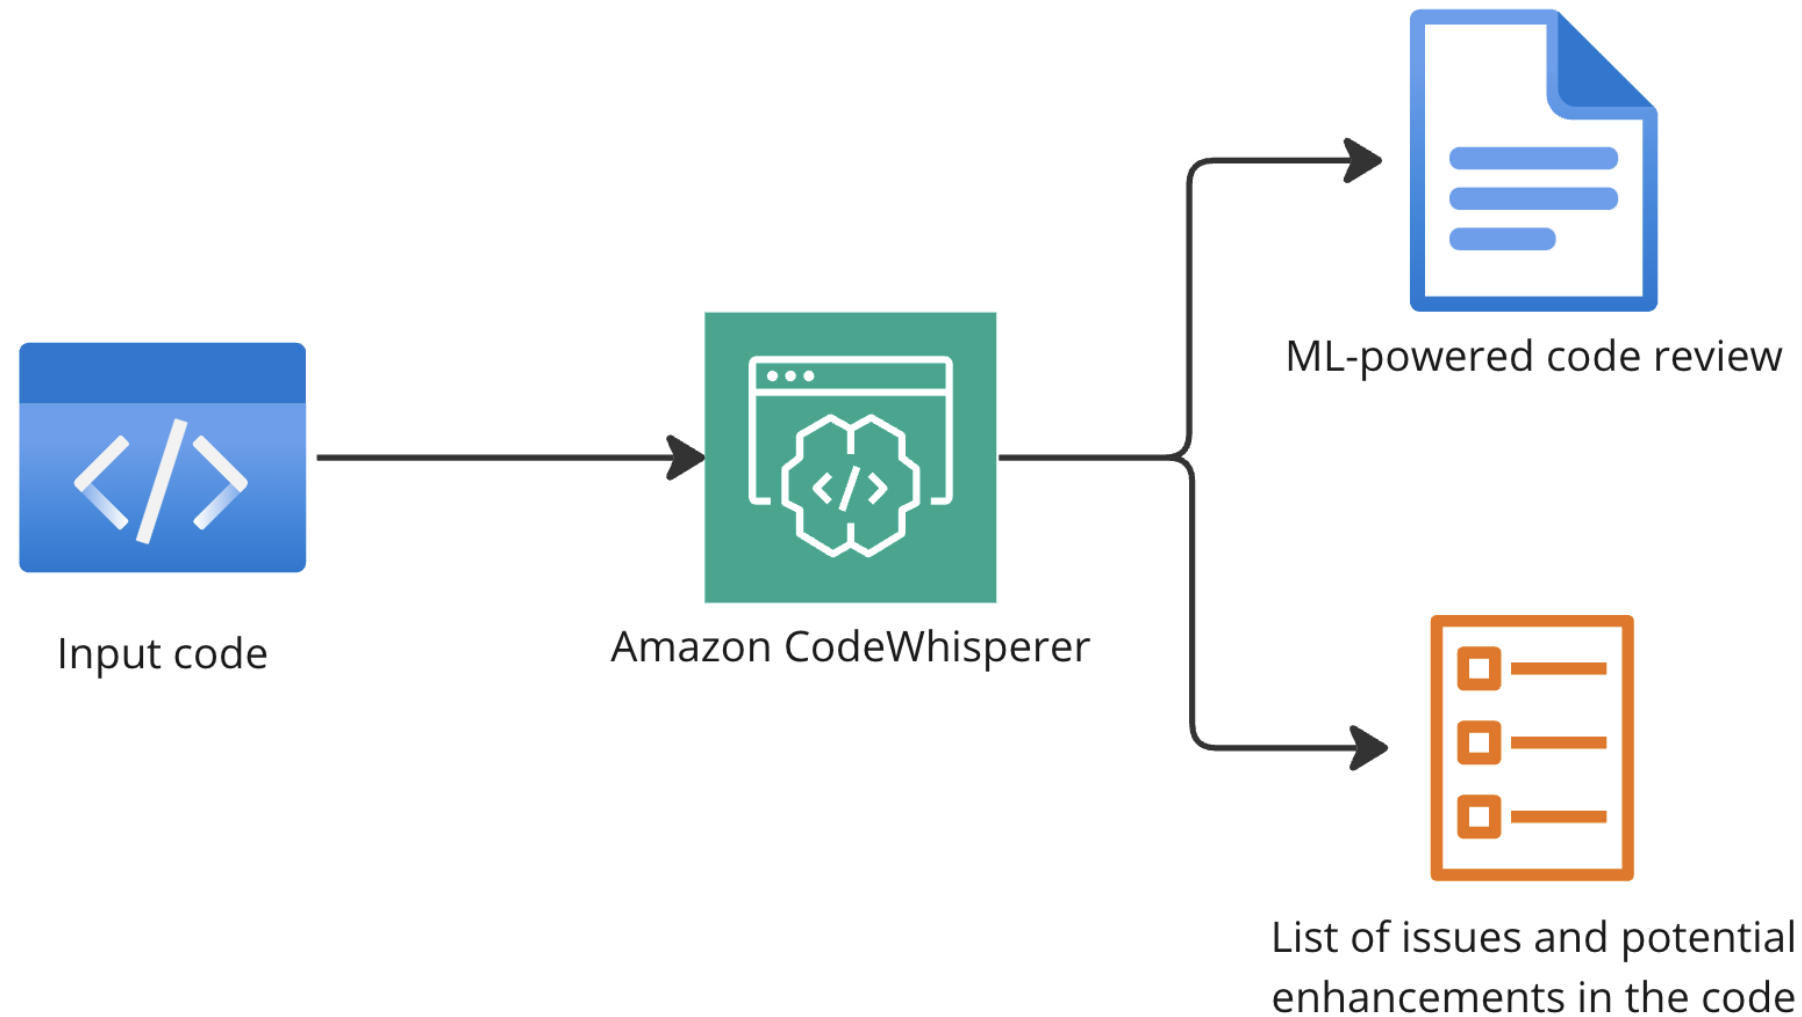 Input code
Amazon CodeWhisperer
ML-powered code review
List of issues and potential
enhancements in the code